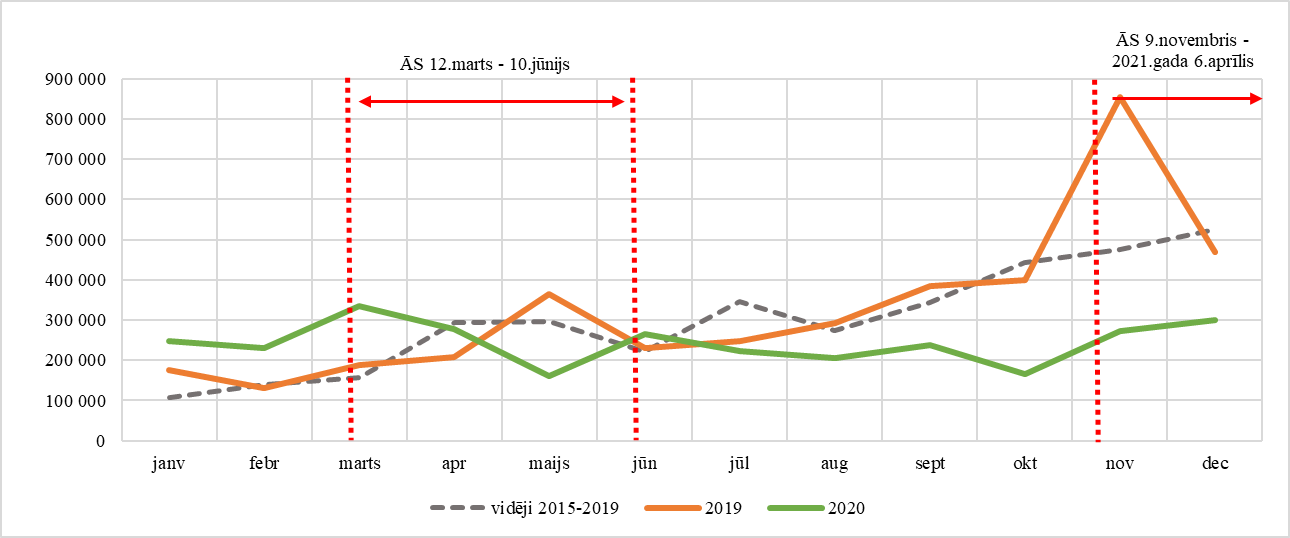 ĀS 12.marts - 10.jūnijs
ĀS 9.novembris -
2021.gada 6.aprīlis
900 000
800 000
700 000
600 000
500 000
400 000
300 000
200 000
100 000
0
janv febr marts apr maijs jūn jūl aug sept okt nov dec
vidēji 2015-2019 2019 2020